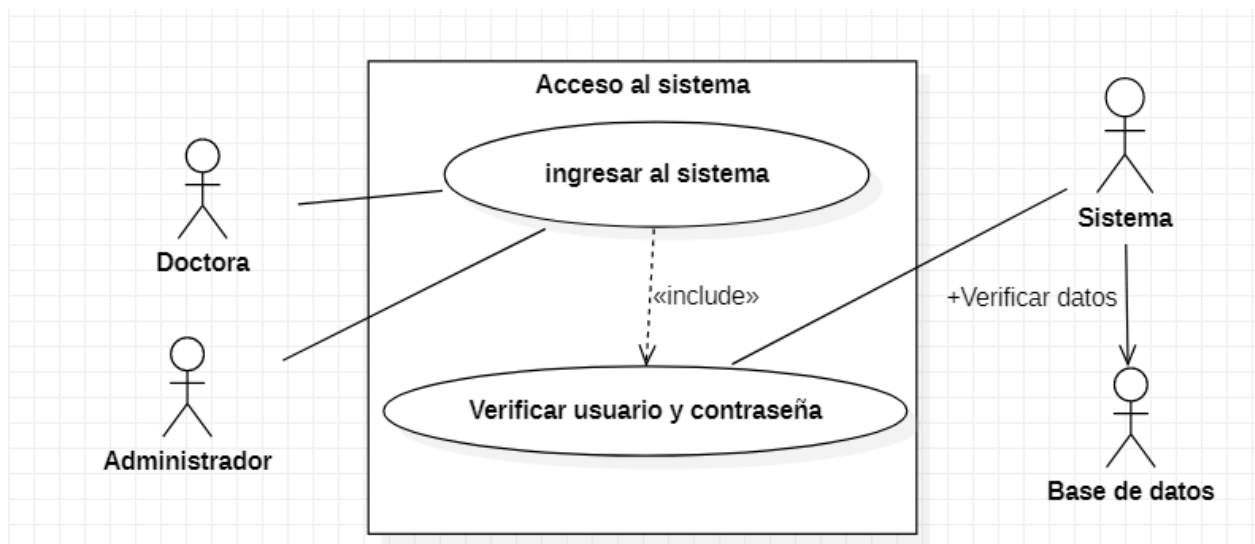 Acceso al sistema
ingresar al sistema
Doctora
Sistema
«include»
+Verificar datos
Verificar usuario y contraseña
Administrador
Base de datos